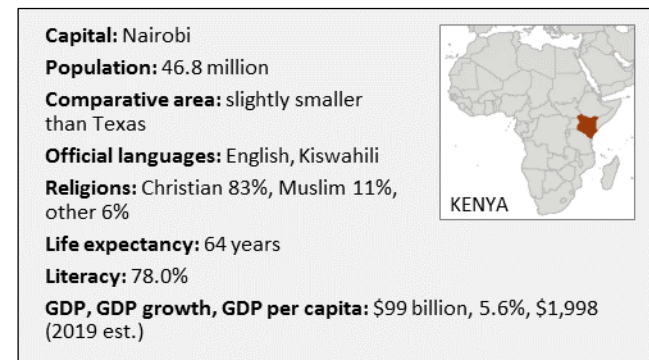 Capital: Nairobi
Population: 46.8 million
Comparative area: slightly smaller
than Texas
Official languages: English, Kiswahili
Religions: Christian 83%, Muslim 11%,
other 6%
Life expectancy: 64 years
Literacy: 78.0%
GDP, GDP growth, GDP per capita: $99 billion, 5.6%, $1,998
(2019 est.)
KENYA